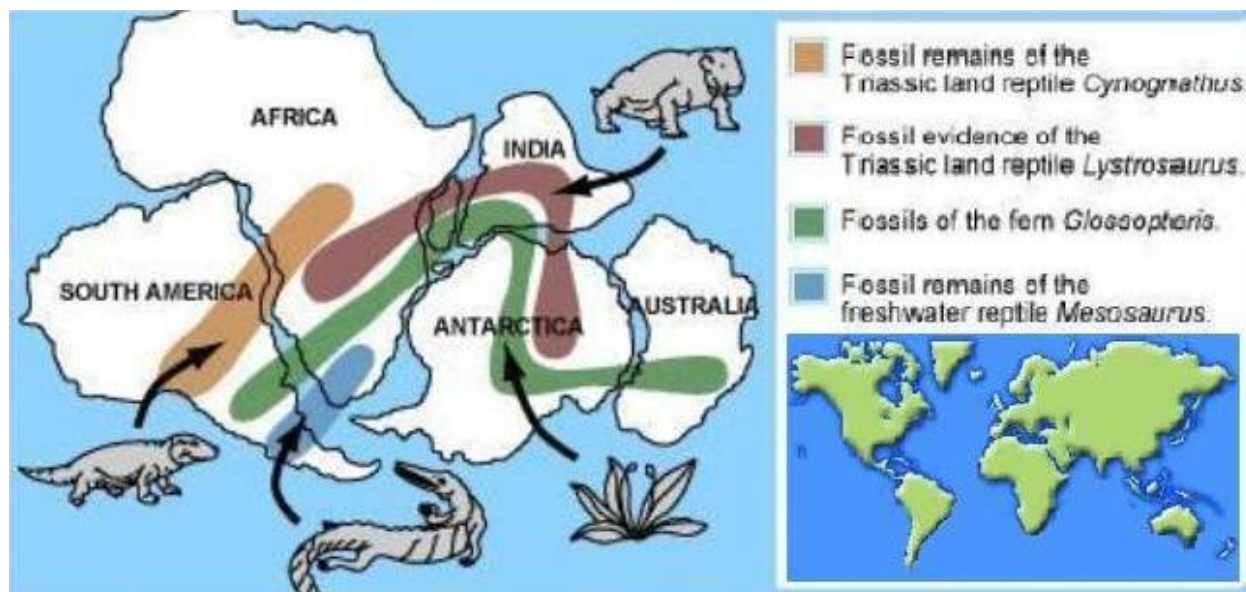 AFRICA
INDIA
SOUTH AMERICA
ANTARCTICA
AUSTRALIA
Fossil remains of the
Triassic land reptile Cynognathus.
Fossil evidence of the
Triassic land reptile Lystrosaurus.
Fossils of the fern Glossopteris.
Fossil remains of the
freshwater reptile Mesosaurus.